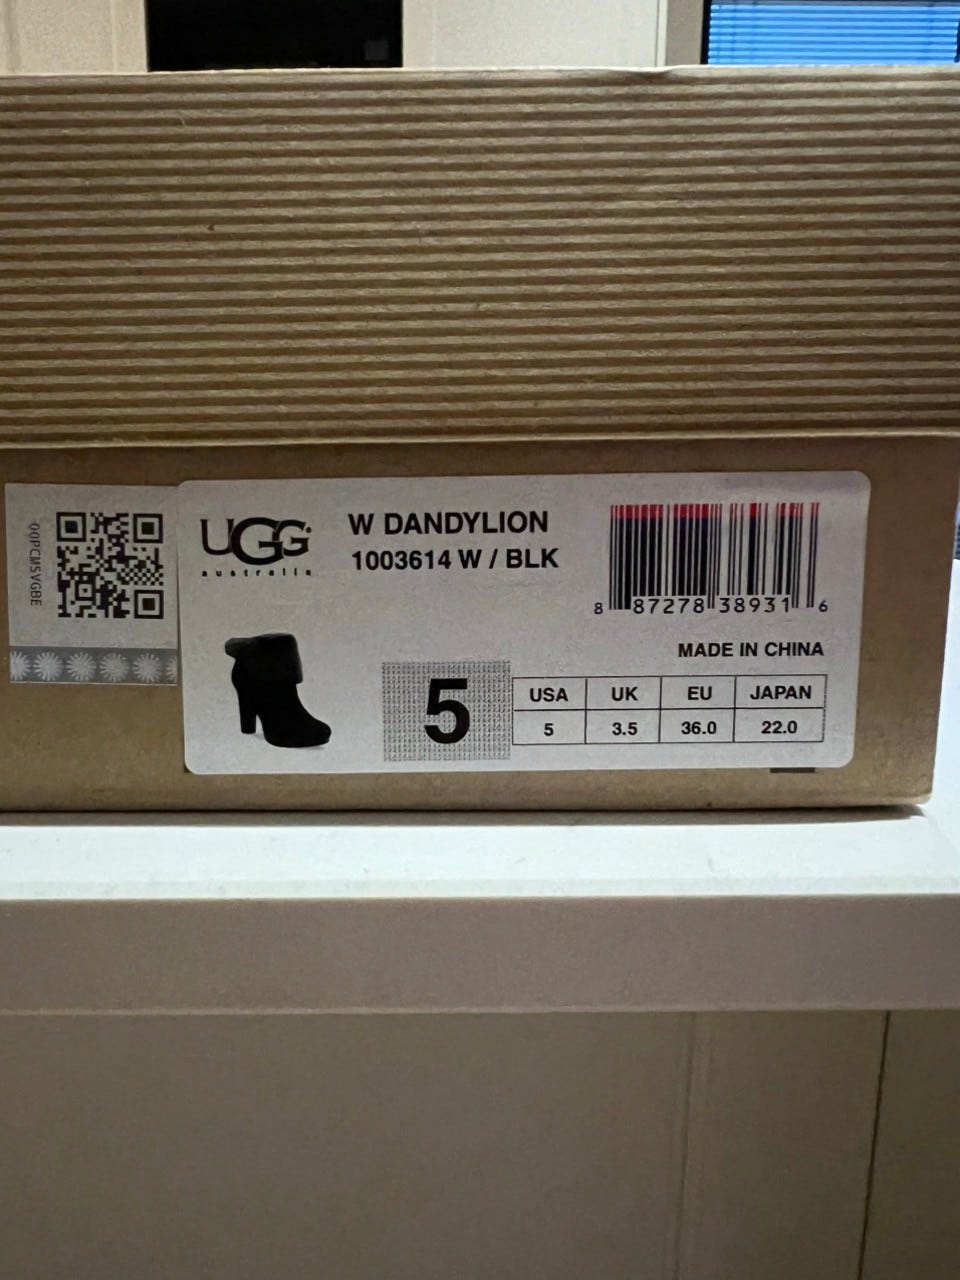 00PCMSVGBE
UGG
australia
W DANDYLION
1003614 W / BLK
8 87278 38931 6
MADE IN CHINA
5
USA UK EU JAPAN
5 3.5 36.0 22.0